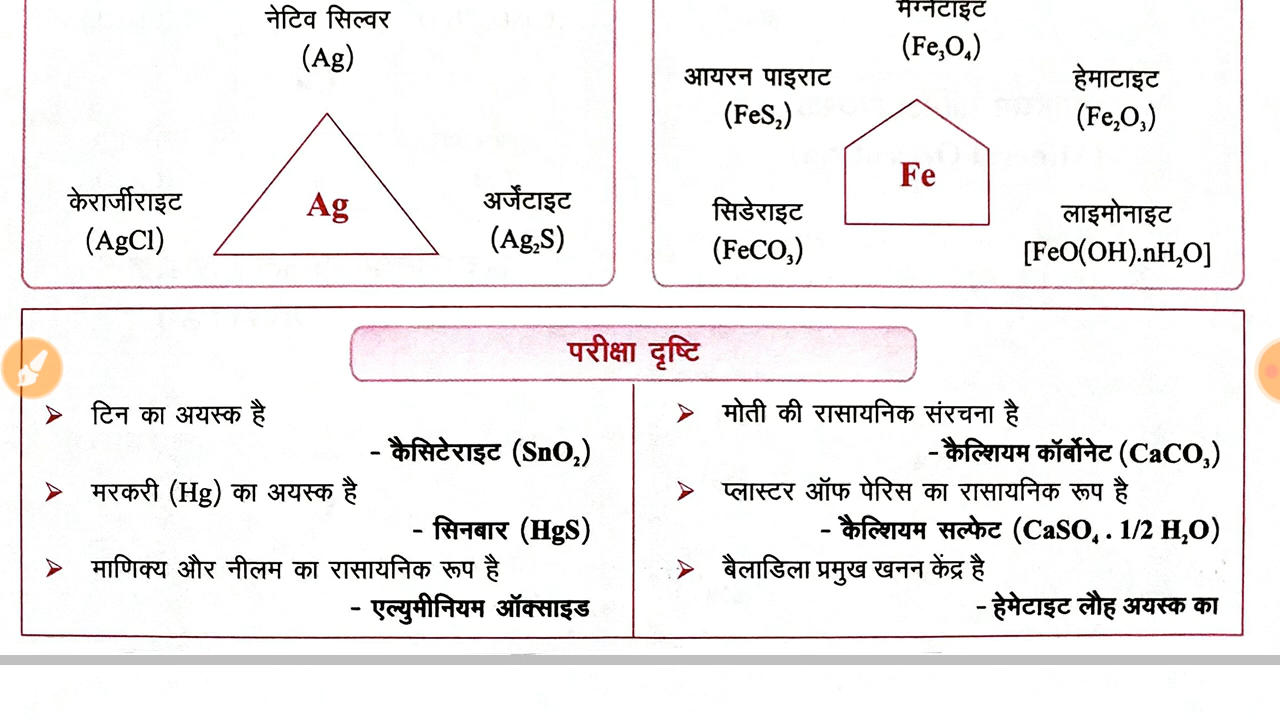 नेटिव सिल्वर
(Ag)
केरार्जीराइट
(AgCl)
Ag
अर्जेंटाइट
(Ag₂S)
मैग्नेटाइट
(Fe₃O₄)
आयरन पाइराट
(FeS₂)
हेमाटाइट
(Fe₂O₃)
Fe
सिडेराइट
(FeCO₃)
लाइमोनाइट
[FeO(OH).nH₂O]
परीक्षा दृष्टि
➢ टिन का अयस्क है
- कैसिटेराइट (SnO₂)
➢ मरकरी (Hg) का अयस्क है
- सिनबार (HgS)
➢ माणिक्य और नीलम का रासायनिक रूप है
- एल्युमीनियम ऑक्साइड
➢ मोती की रासायनिक संरचना है
- कैल्शियम कॉर्बोनेट (CaCO₃)
➢ प्लास्टर ऑफ पेरिस का रासायनिक रूप है
- कैल्शियम सल्फेट (CaSO₄ . 1/2 H₂O)
➢ बैलाडिला प्रमुख खनन केंद्र है
- हेमेटाइट लौह अयस्क का